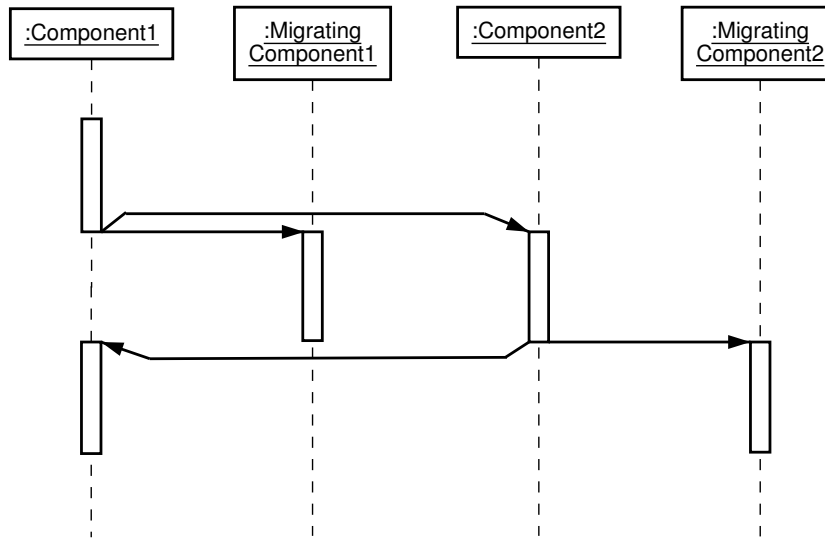 :Component1
:Migrating
Component1
:Component2
:Migrating
Component2